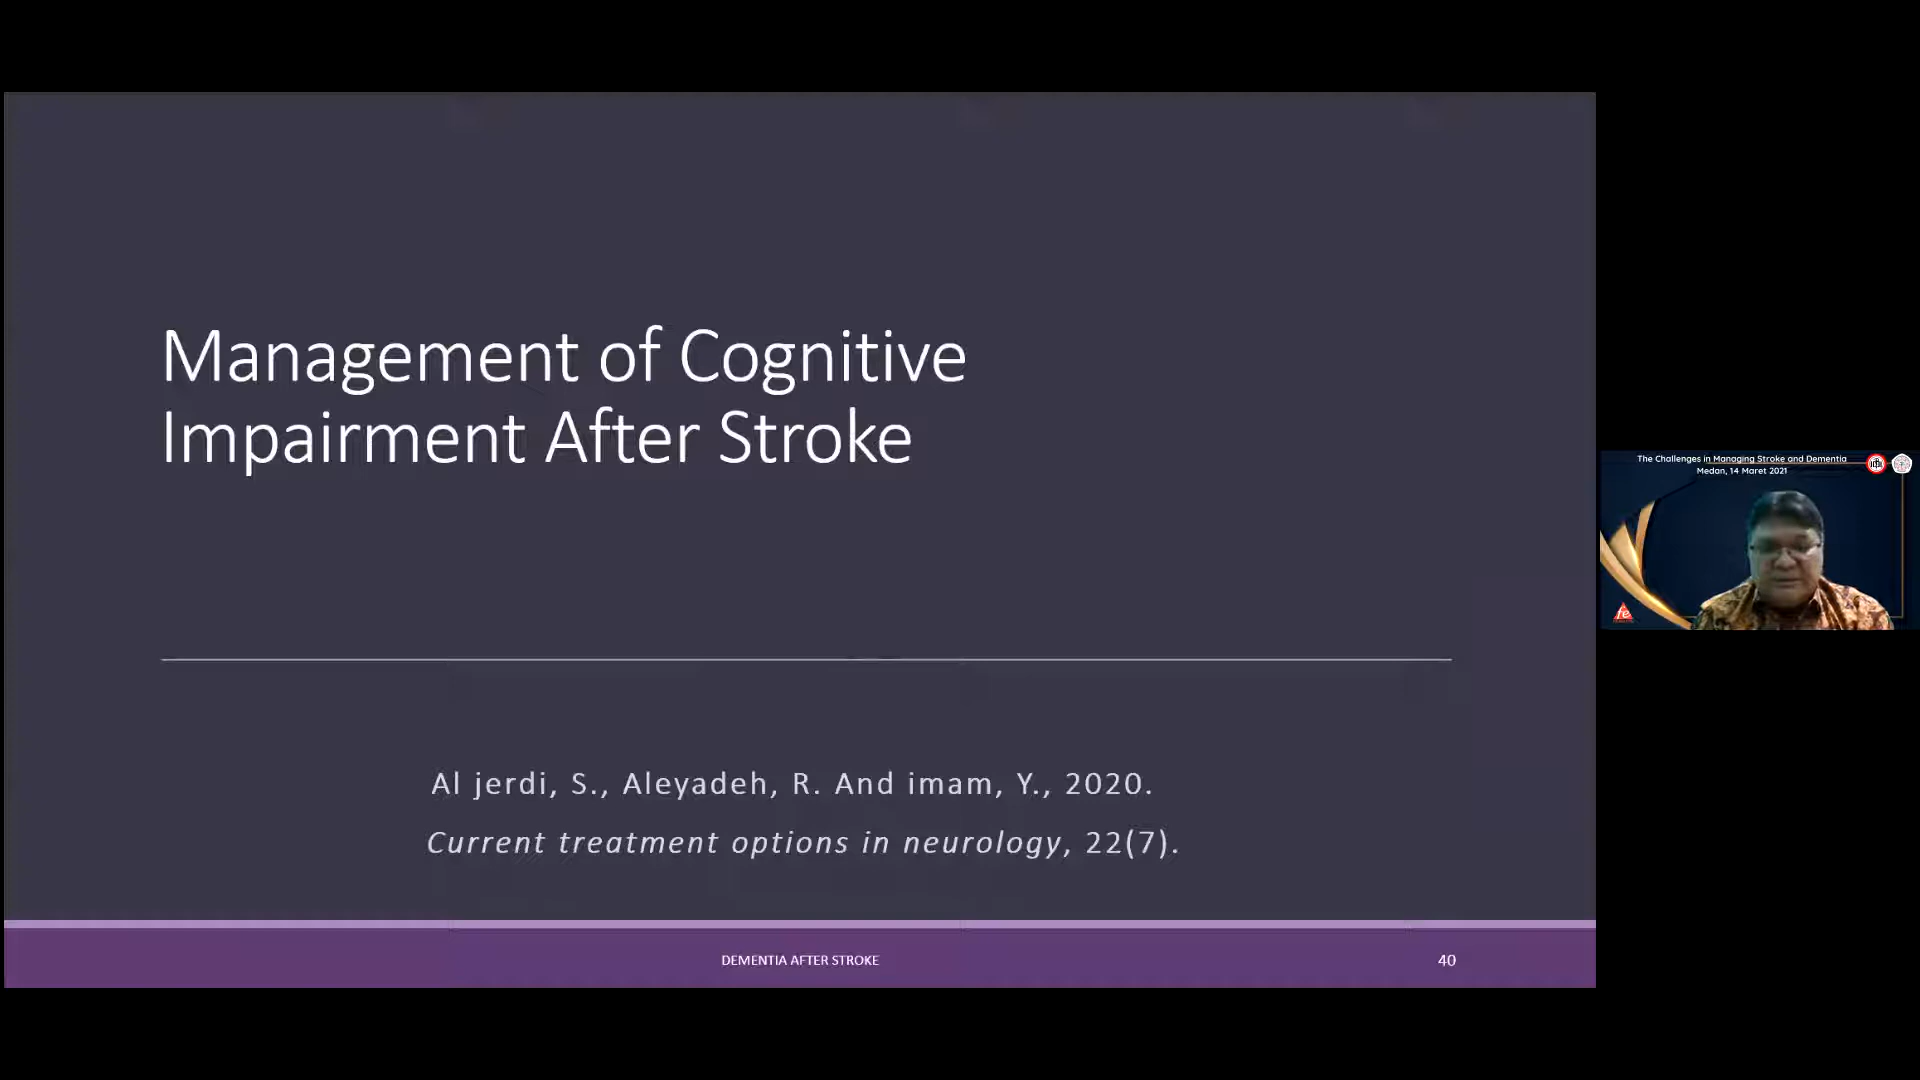 Management of Cognitive
Impairment After Stroke
Al jerdi, S., Aleyadeh, R. And imam, Y., 2020.
Current treatment options in neurology, 22(7).
DEMENTIA AFTER STROKE
40
The Challenges in Managing Stroke and Dementia
Medan, 14 Maret 2021